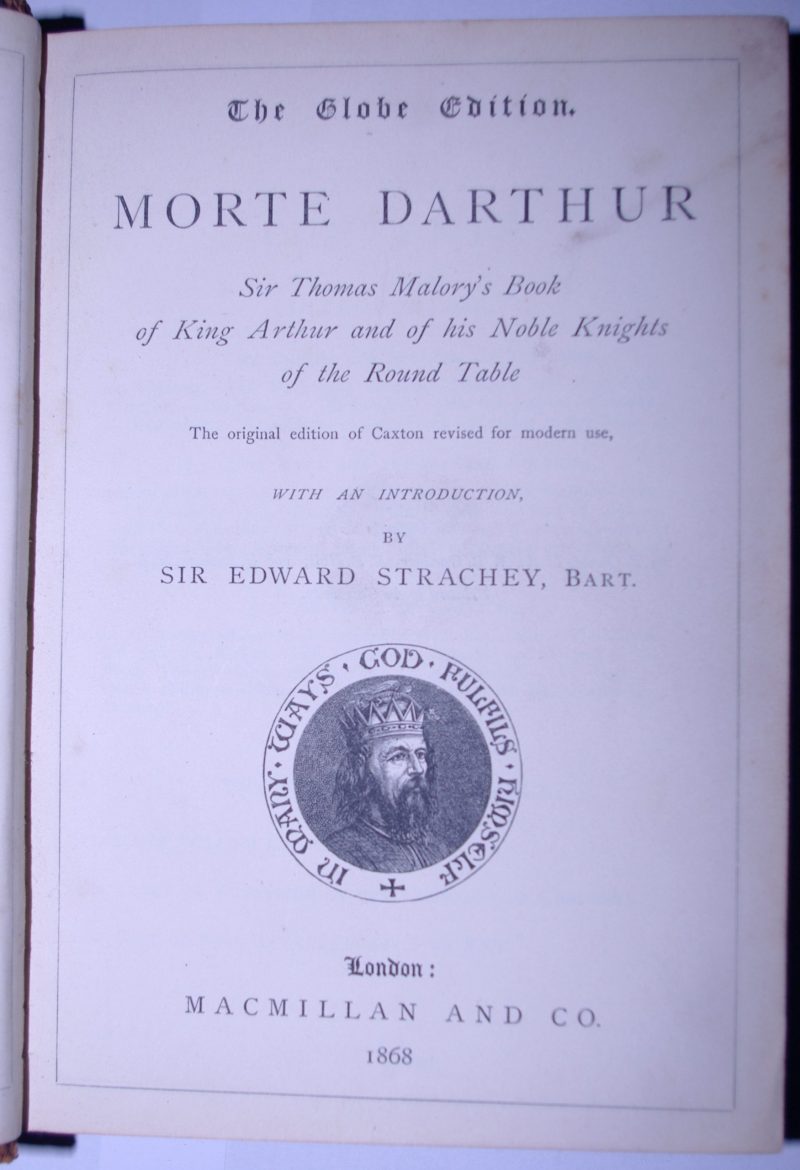 The Globe Edition.
MORTE DARTHUR
Sir Thomas Malory's Book
of King Arthur and of his Noble Knights
of the Round Table
The original edition of Caxton revised for modern use,
WITH AN INTRODUCTION,
BY
SIR EDWARD STRACHEY, BART.
IN MANY · WAYS · GOD · FULFILS · HIMSELF
London:
MACMILLAN AND CO.
1868